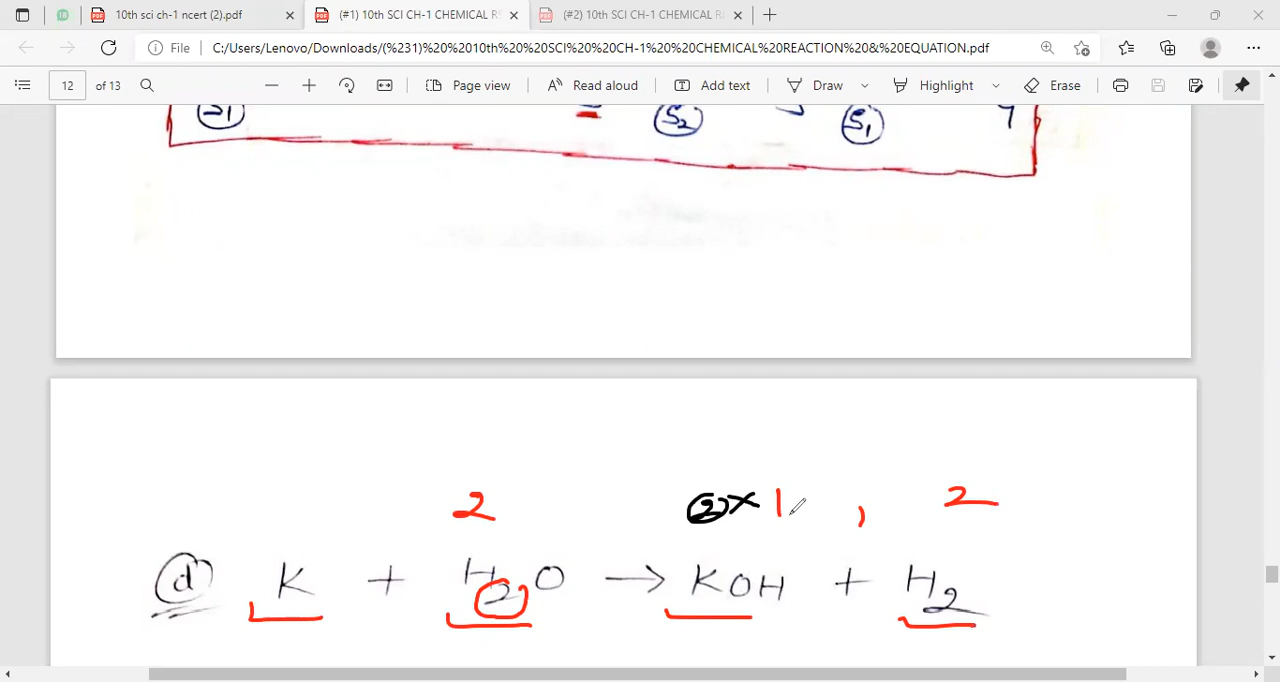 10th sci ch-1 ncert (2).pdf
(#1) 10th SCI CH-1 CHEMICAL R
(#2) 10th SCI CH-1 CHEMICAL R
File
C:/Users/Lenovo/Downloads/(%231)%20%2010th%20%20SCI%20%20CH-1%20%20CHEMICAL%20REACTION%20&%20EQUATION.pdf
12 of 13
Page view
Read aloud
Add text
Draw
Highlight
Erase
S1 S2 S1
2 2 × 1 , 2
d K + H2O → KOH + H2